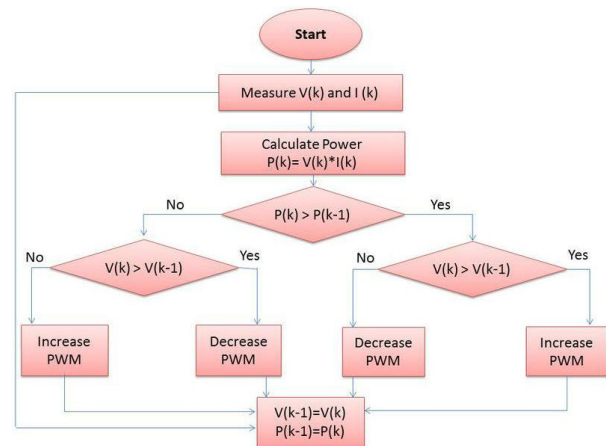 Start
Measure V(k) and I (k)
Calculate Power
P(k)= V(k)*I(k)
No
P(k) > P(k-1)
Yes
No
V(k) > V(k-1)
Yes
No
V(k) > V(k-1)
Yes
Increase
PWM
Decrease
PWM
Decrease
PWM
Increase
PWM
V(k-1)=V(k)
P(k-1)=P(k)